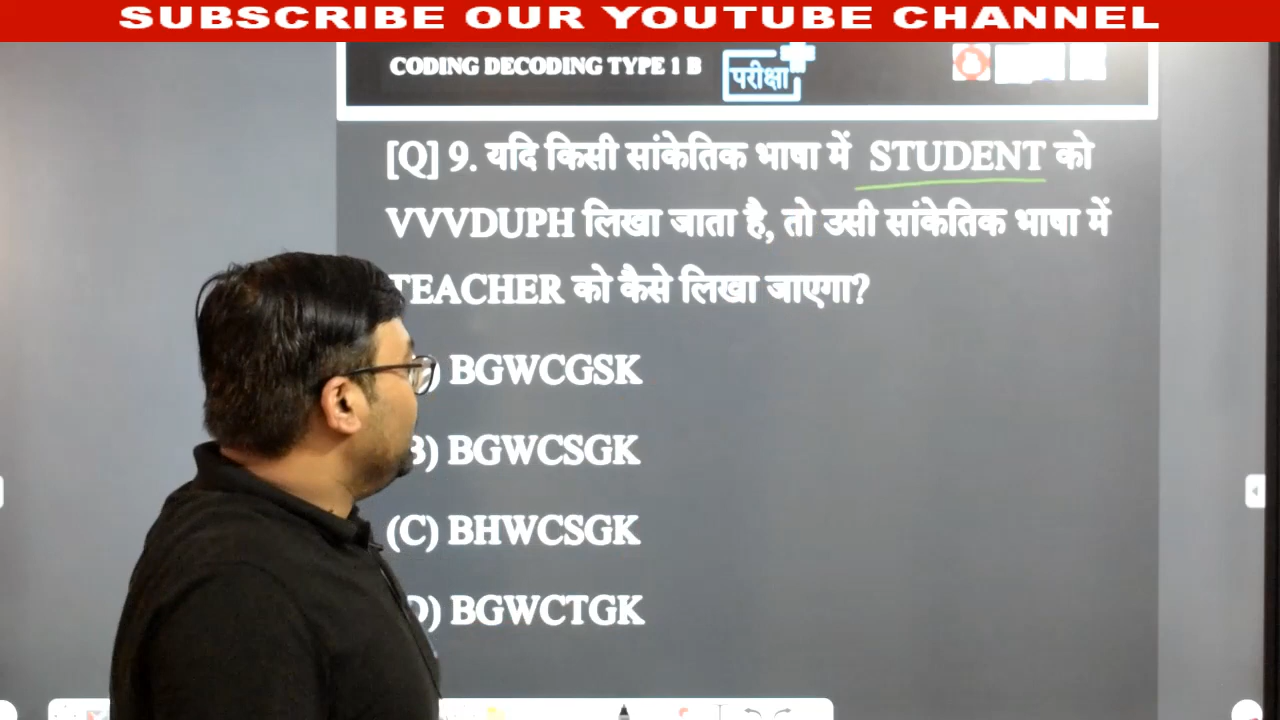 SUBSCRIBE OUR YOUTUBE CHANNEL
CODING DECODING TYPE 1 B परीक्षा
[Q] 9. यदि किसी सांकेतिक भाषा में STUDENT को
VVVDUPH लिखा जाता है, तो उसी सांकेतिक भाषा में
TEACHER को कैसे लिखा जाएगा?
BGWCGSK
B) BGWCSGK
(C) BHWCSGK
D) BGWCTGK